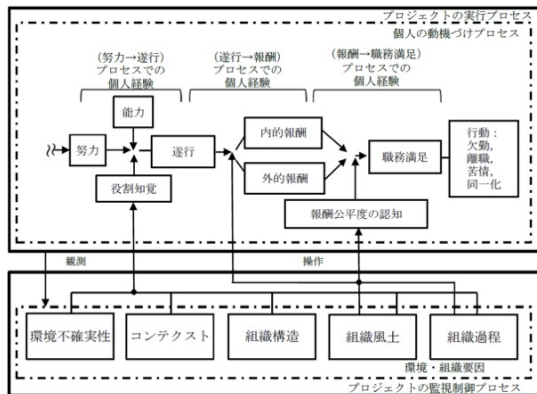 プロジェクトの実行プロセス
個人の動機づけプロセス
(努力→遂行)
プロセスでの
個人経験
(遂行→報酬)
プロセスでの
個人経験
(報酬→職務満足)
プロセスでの
個人経験
能力
努力
遂行
役割知覚
内的報酬
外的報酬
職務満足
行動：
欠勤,
離職,
苦情,
同一化
報酬公平度の認知
観測
操作
環境不確実性
コンテクスト
組織構造
組織風土
組織過程
環境・組織要因
プロジェクトの監視制御プロセス